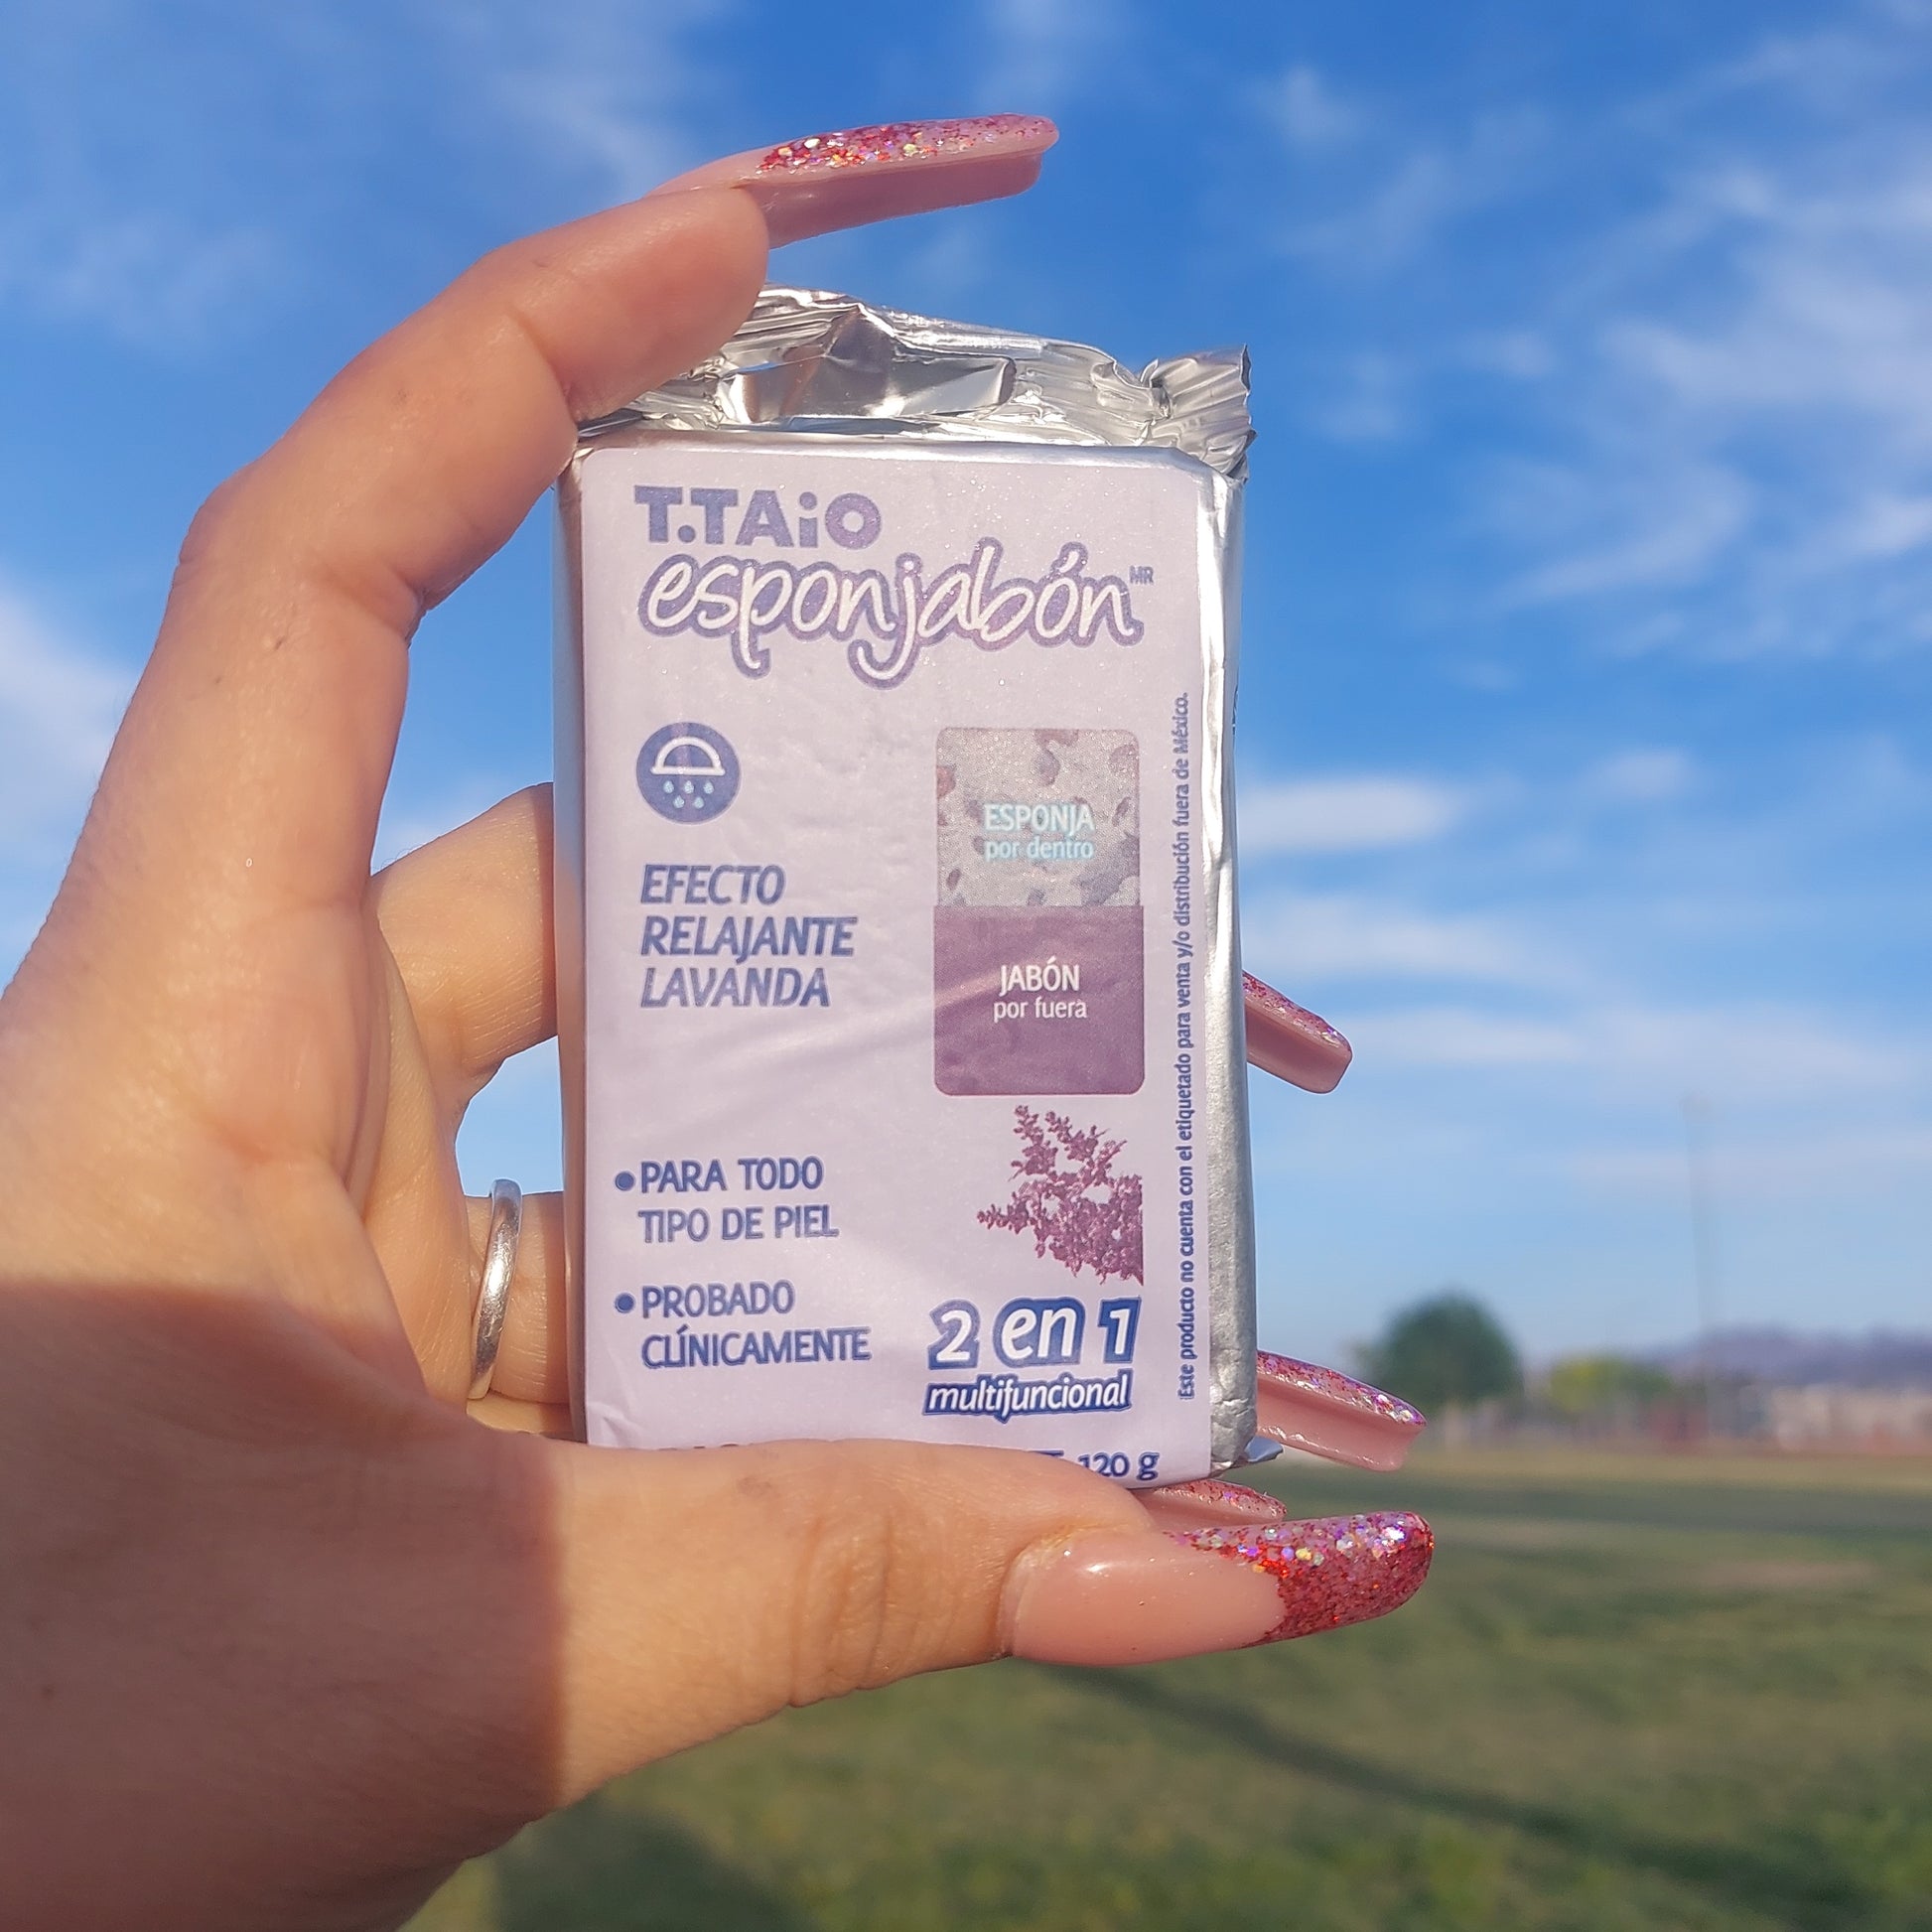 T.TAiO
esponjabón MR
EFECTO
RELAJANTE
LAVANDA
ESPONJA
por dentro
JABÓN
por fuera
•PARA TODO
TIPO DE PIEL
•PROBADO
CLÍNICAMENTE
2 en 1
multifuncional
120 g
Este producto no cuenta con el etiquetado para venta y/o distribución fuera de México.